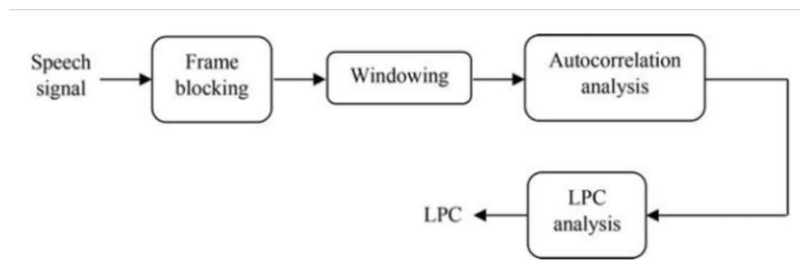 Speech
signal
Frame
blocking
Windowing
Autocorrelation
analysis
LPC
analysis
LPC